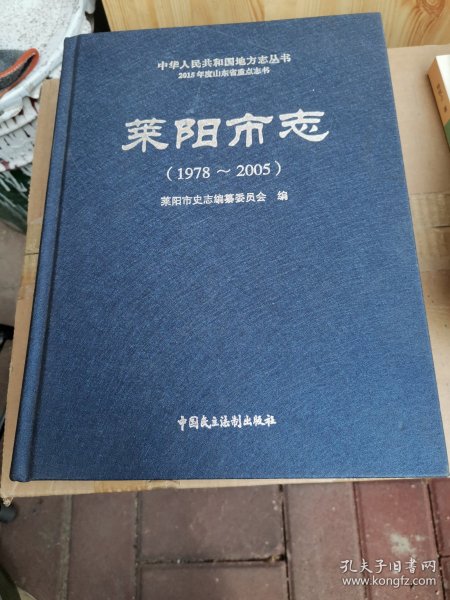 中华人民共和国地方志丛书
2015年度山东省重点志书
莱阳市志
（1978～2005）
莱阳市史志编纂委员会 编
中国民主法制出版社
孔夫子旧书网
www.kongfz.com